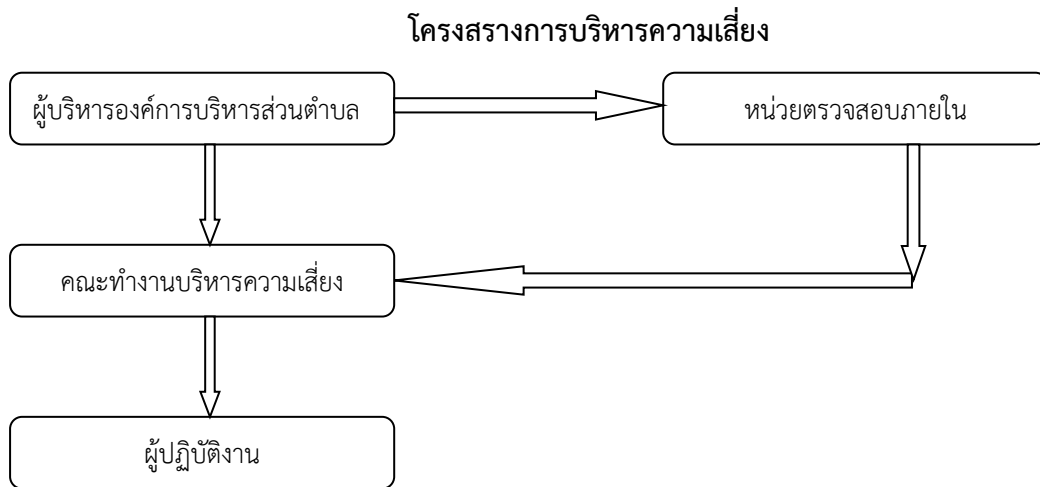 โครงสรางการบริหารความเสี่ยง
ผู้บริหารองค์การบริหารส่วนตำบล
หน่วยตรวจสอบภายใน
คณะทำงานบริหารความเสี่ยง
ผู้ปฏิบัติงาน